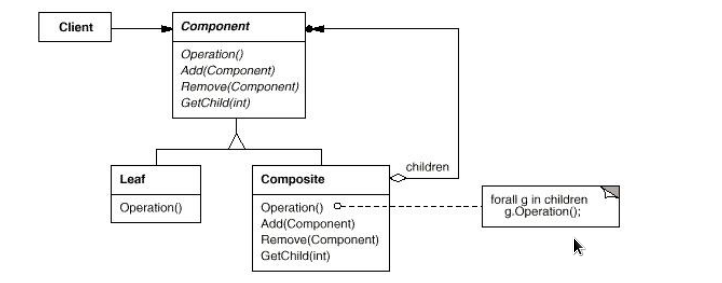 Client
Component
Operation()
Add(Component)
Remove(Component)
GetChild(int)
children
Leaf
Operation()
Composite
Operation()
Add(Component)
Remove(Component)
GetChild(int)
forall g in children
g.Operation();